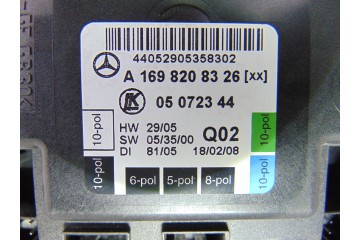 44052905358302
A 169 820 83 26 [xx]
LK 05 0723 44
HW 29/05 Q02
SW 05/35/00
DI 81/05 18/02/08
10-pol 10-pol 10-pol 10-pol
6-pol 5-pol 8-pol